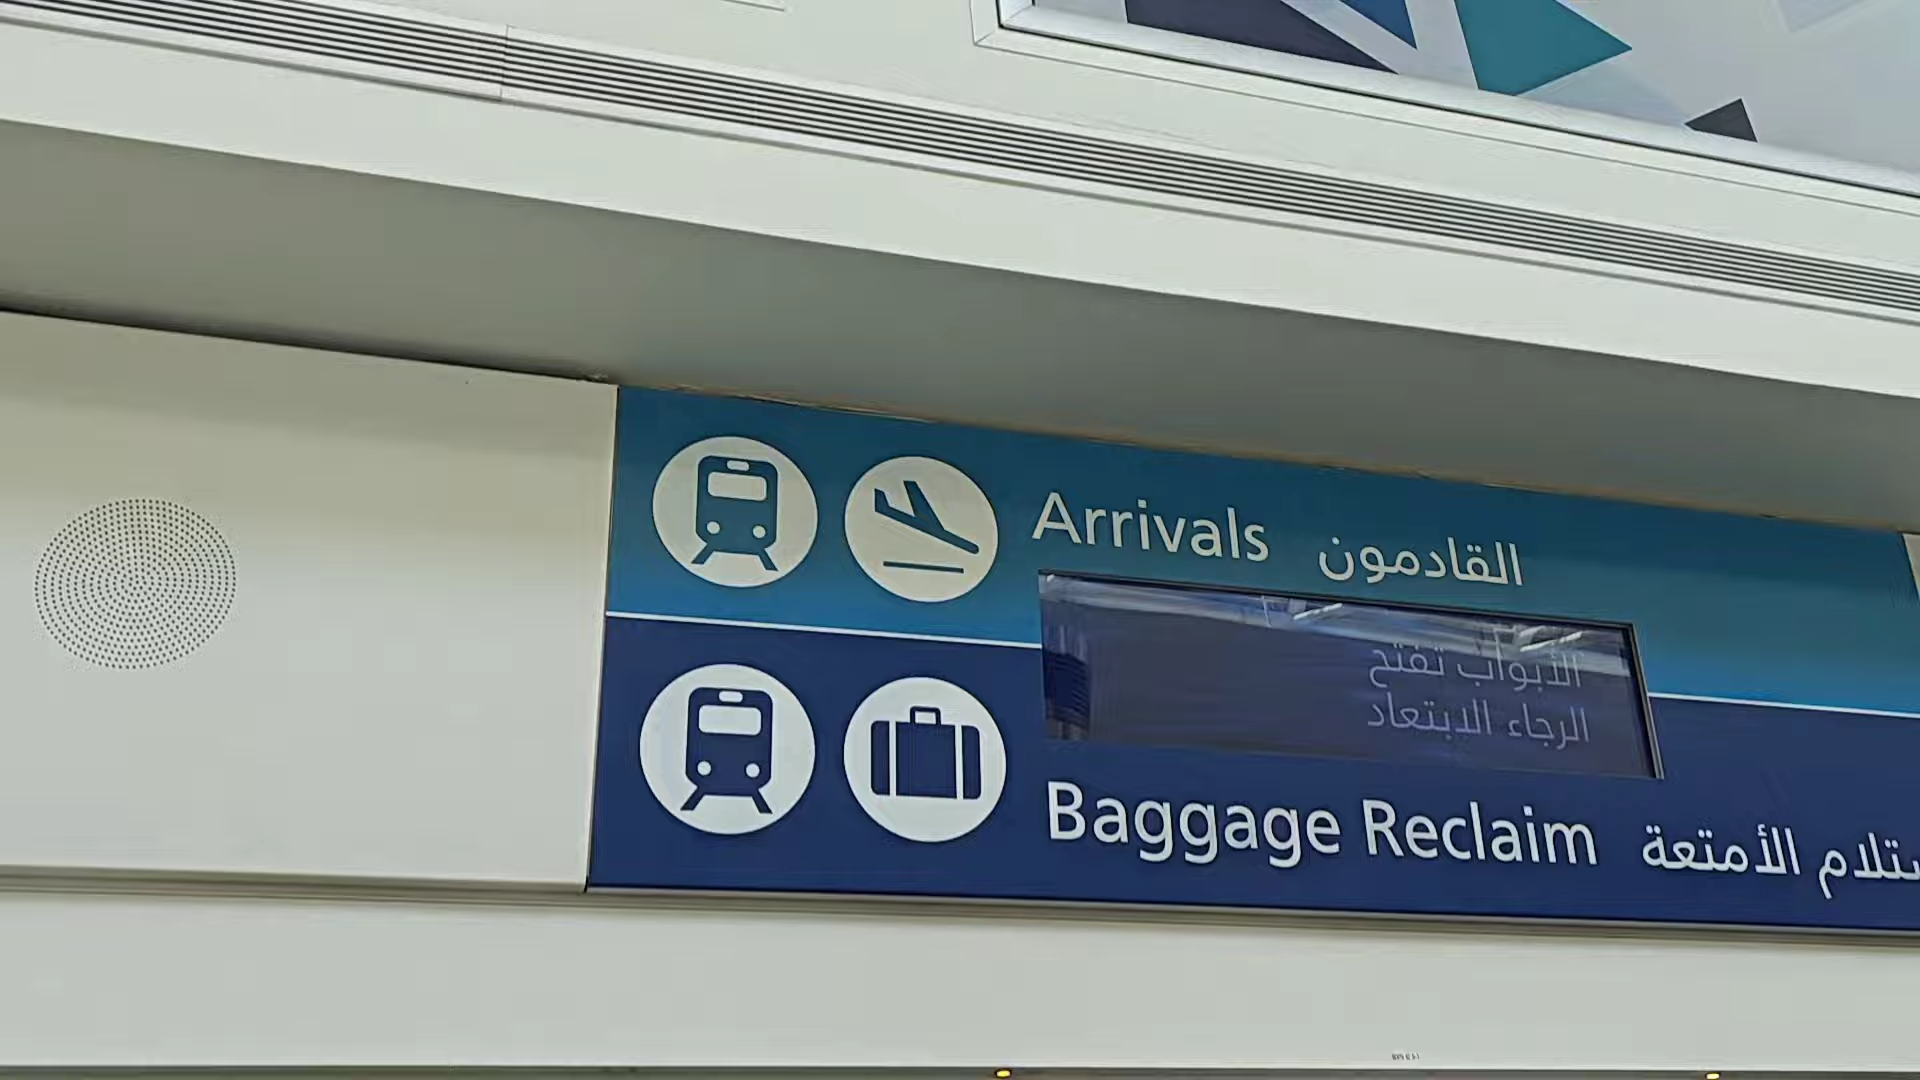 Arrivals القادمون
الأبواب تفتح
الرجاء الابتعاد
Baggage Reclaim ستلام الأمتعة